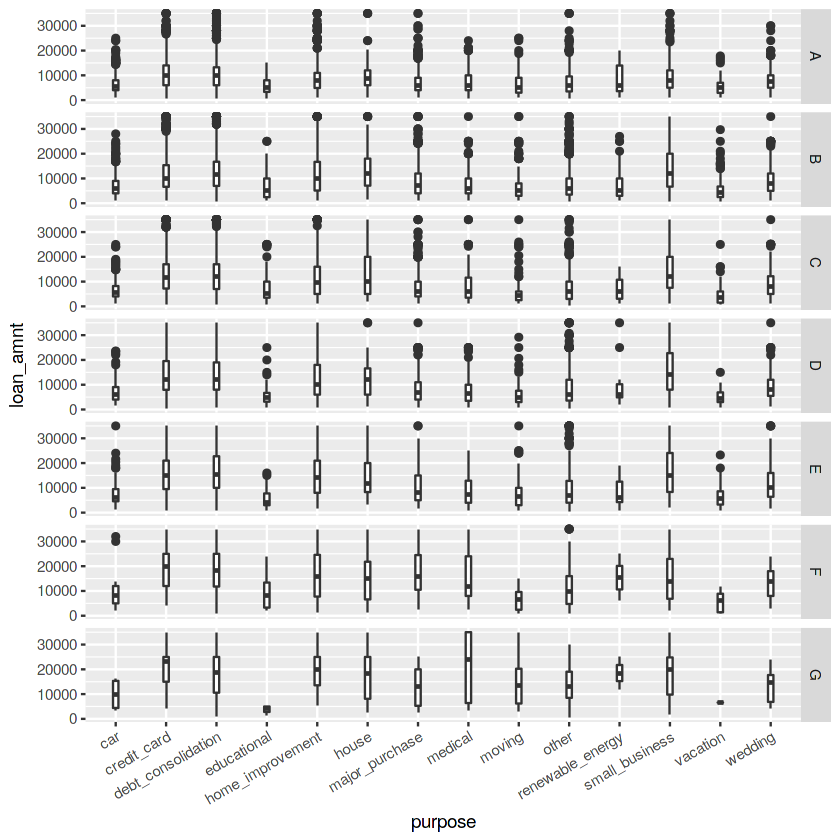 30000
20000
10000
0
A
30000
20000
10000
0
B
30000
20000
10000
0
C
30000
20000
10000
0
D
30000
20000
10000
0
E
30000
20000
10000
0
F
30000
20000
10000
0
G
loan_amnt
car
credit_card
debt_consolidation
educational
home_improvement
house
major_purchase
medical
moving
other
renewable_energy
small_business
vacation
wedding
purpose